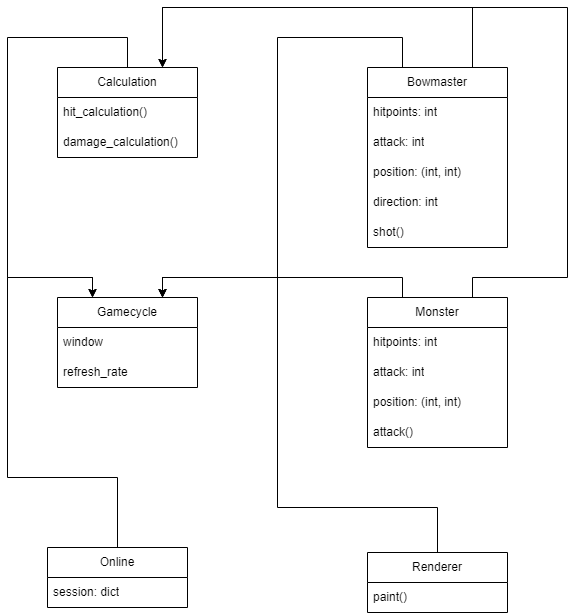 Calculation
hit_calculation()
damage_calculation()
Bowmaster
hitpoints: int
attack: int
position: (int, int)
direction: int
shot()
Gamecycle
window
refresh_rate
Monster
hitpoints: int
attack: int
position: (int, int)
attack()
Online
session: dict
Renderer
paint()